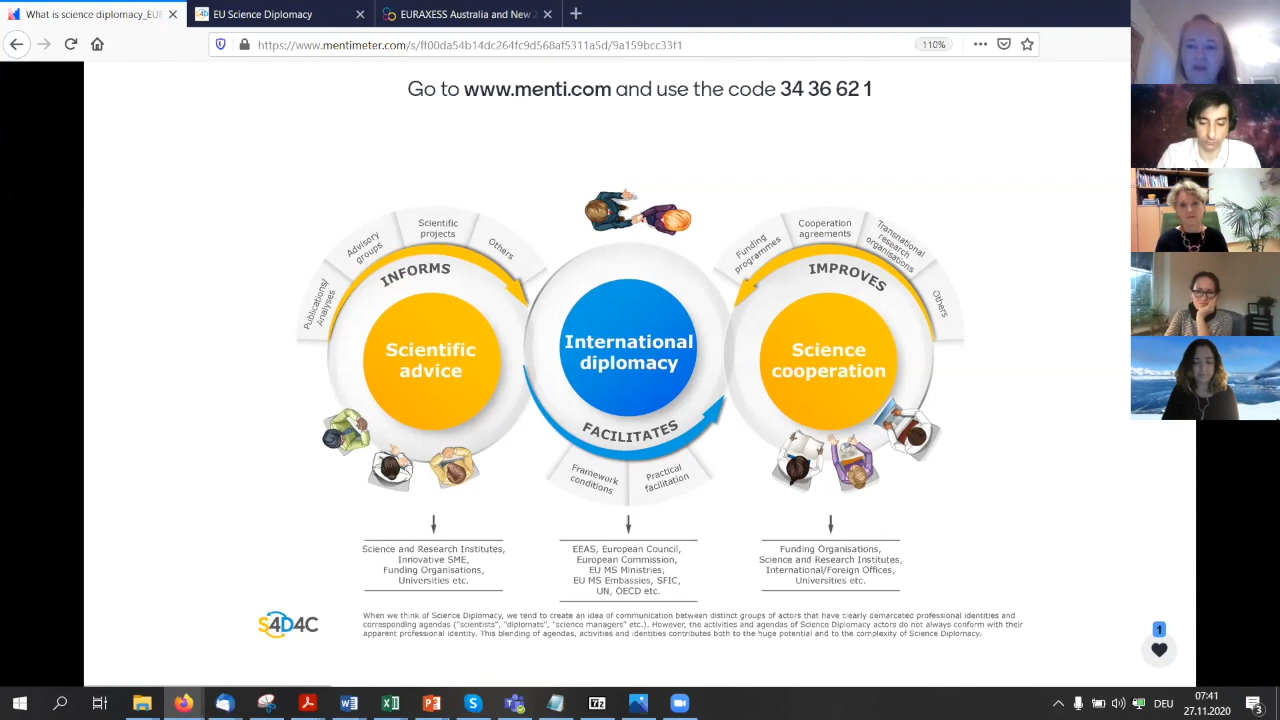 What is science diplomacy_EUR
EU Science Diplomacy
EURAXESS Australia and New Z
https://www.mentimeter.com/s/ff00dac4b14dc264fc9d568af5311a5d/9a159bcc33f1
110%
Go to www.menti.com and use the code 34 36 62 1
Publications/
Analyses
Advisory
groups
Scientific
projects
Others
INFORMS
Scientific
advice
International
diplomacy
FACILITATES
Framework
conditions
Practical
facilitation
Funding
programmes
Cooperation
agreements
Transnational
research
organisations
Others
IMPROVES
Science
cooperation
Science and Research Institutes,
Innovative SME,
Funding Organisations,
Universities etc.
EEAS, European Council,
European Commission,
EU MS Ministries,
EU MS Embassies, SFIC,
UN, OECD etc.
Funding Organisations,
Science and Research Institutes,
International/Foreign Offices,
Universities etc.
S4D4C
When we think of Science Diplomacy, we tend to create an idea of communication between distinct groups of actors that have clearly demarcated professional identities and
corresponding agendas ("scientists", "diplomats", "science managers" etc.). However, the activities and agendas of Science Diplomacy actors do not always conform with their
apparent professional identity. This blending of agendas, activities and identities contributes both to the huge potential and to the complexity of Science Diplomacy.
1
DEU
07:41
27.11.2020
3